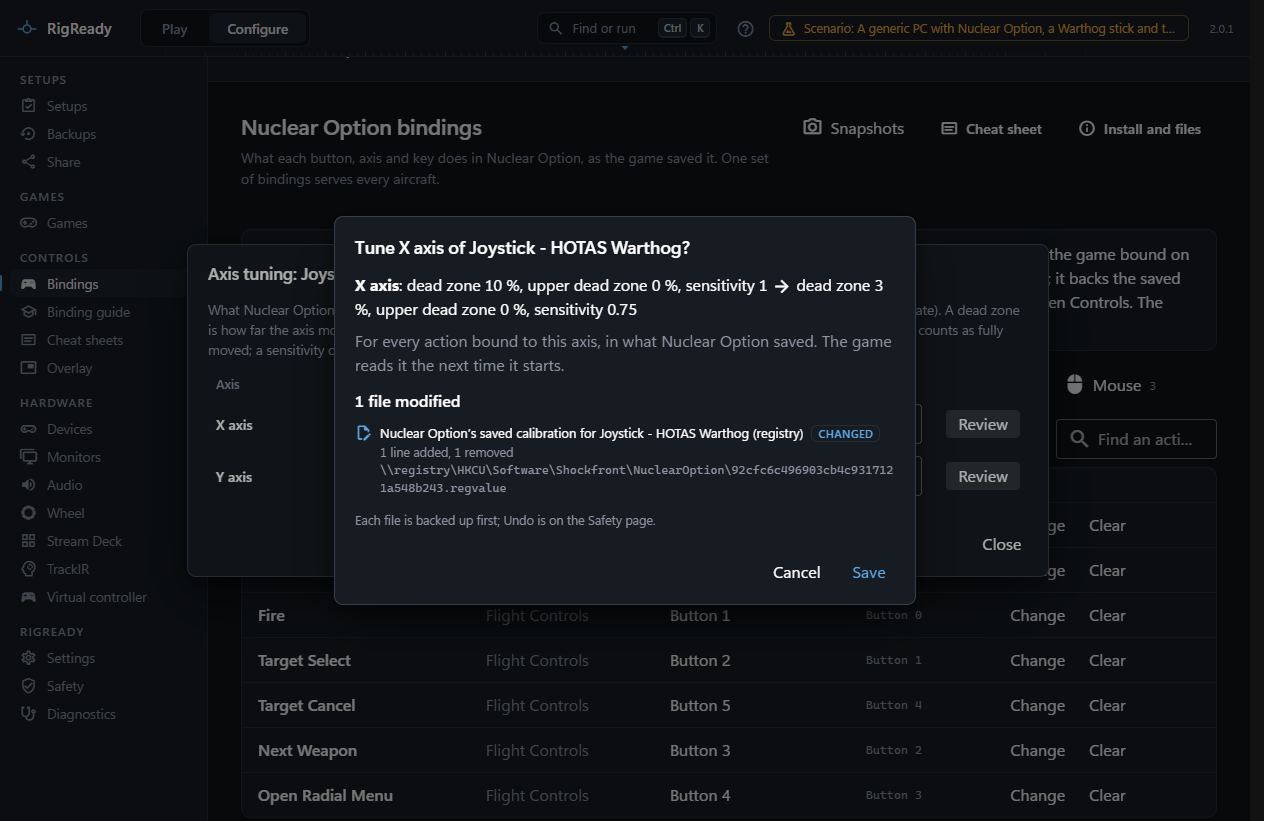 RigReady
Play
Configure
Find or run
Ctrl
K
Scenario: A generic PC with Nuclear Option, a Warthog stick and t...
2.0.1
SETUPS
Setups
Backups
Share
GAMES
Games
CONTROLS
Bindings
Binding guide
Cheat sheets
Overlay
HARDWARE
Devices
Monitors
Audio
Wheel
Stream Deck
TrackIR
Virtual controller
RIGREADY
Settings
Safety
Diagnostics
Nuclear Option bindings
Snapshots
Cheat sheet
Install and files
What each button, axis and key does in Nuclear Option, as the game saved it. One set
of bindings serves every aircraft.
the game bound on
; it backs the saved
en Controls. The
Mouse 3
Find an acti...
Axis tuning: Joys
What Nuclear Option
ate). A dead zone
is how far the axis mo
counts as fully
moved; a sensitivity c
Axis
X axis
Review
Y axis
Review
Close
Tune X axis of Joystick - HOTAS Warthog?
X axis: dead zone 10 %, upper dead zone 0 %, sensitivity 1 → dead zone 3
%, upper dead zone 0 %, sensitivity 0.75
For every action bound to this axis, in what Nuclear Option saved. The game
reads it the next time it starts.
1 file modified
Nuclear Option's saved calibration for Joystick - HOTAS Warthog (registry) CHANGED
1 line added, 1 removed
\\registry\HKCU\Software\Shockfront\NuclearOption\92cfc6c496903cb4c931712
1a548b243.regvalue
Each file is backed up first; Undo is on the Safety page.
Cancel
Save
ge Clear
ge Clear
Fire Flight Controls Button 1 Button 0 Change Clear
Target Select Flight Controls Button 2 Button 1 Change Clear
Target Cancel Flight Controls Button 5 Button 4 Change Clear
Next Weapon Flight Controls Button 3 Button 2 Change Clear
Open Radial Menu Flight Controls Button 4 Button 3 Change Clear